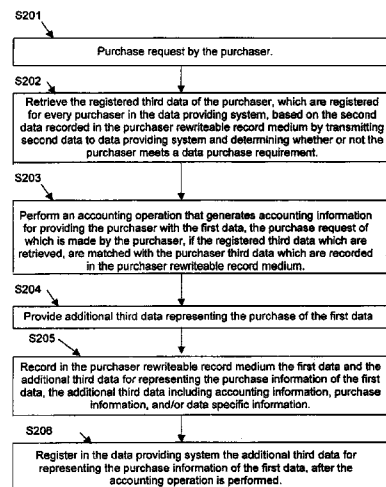 S201
Purchase request by the purchaser.
S202
Retrieve the registered third data of the purchaser, which are registered
for every purchaser in the data providing system, based on the second
data recorded in the purchaser rewriteable record medium by transmitting
second data to data providing system and determining whether or not the
purchaser meets a data purchase requirement.
S203
Perform an accounting operation that generates accounting information
for providing the purchaser with the first data, the purchase request of
which is made by the purchaser, if the registered third data which are
retrieved, are matched with the purchaser third data which are recorded
in the purchaser rewriteable record medium.
S204
Provide additional third data representing the purchase of the first data
S205
Record in the purchaser rewriteable record medium the first data and the
additional third data for representing the purchase information of the first
data, the additional third data including accounting information, purchase
information, and/or data specific information.
S206
Register in the data providing system the additional third data for
representing the purchase information of the first data, after the
accounting operation is performed.